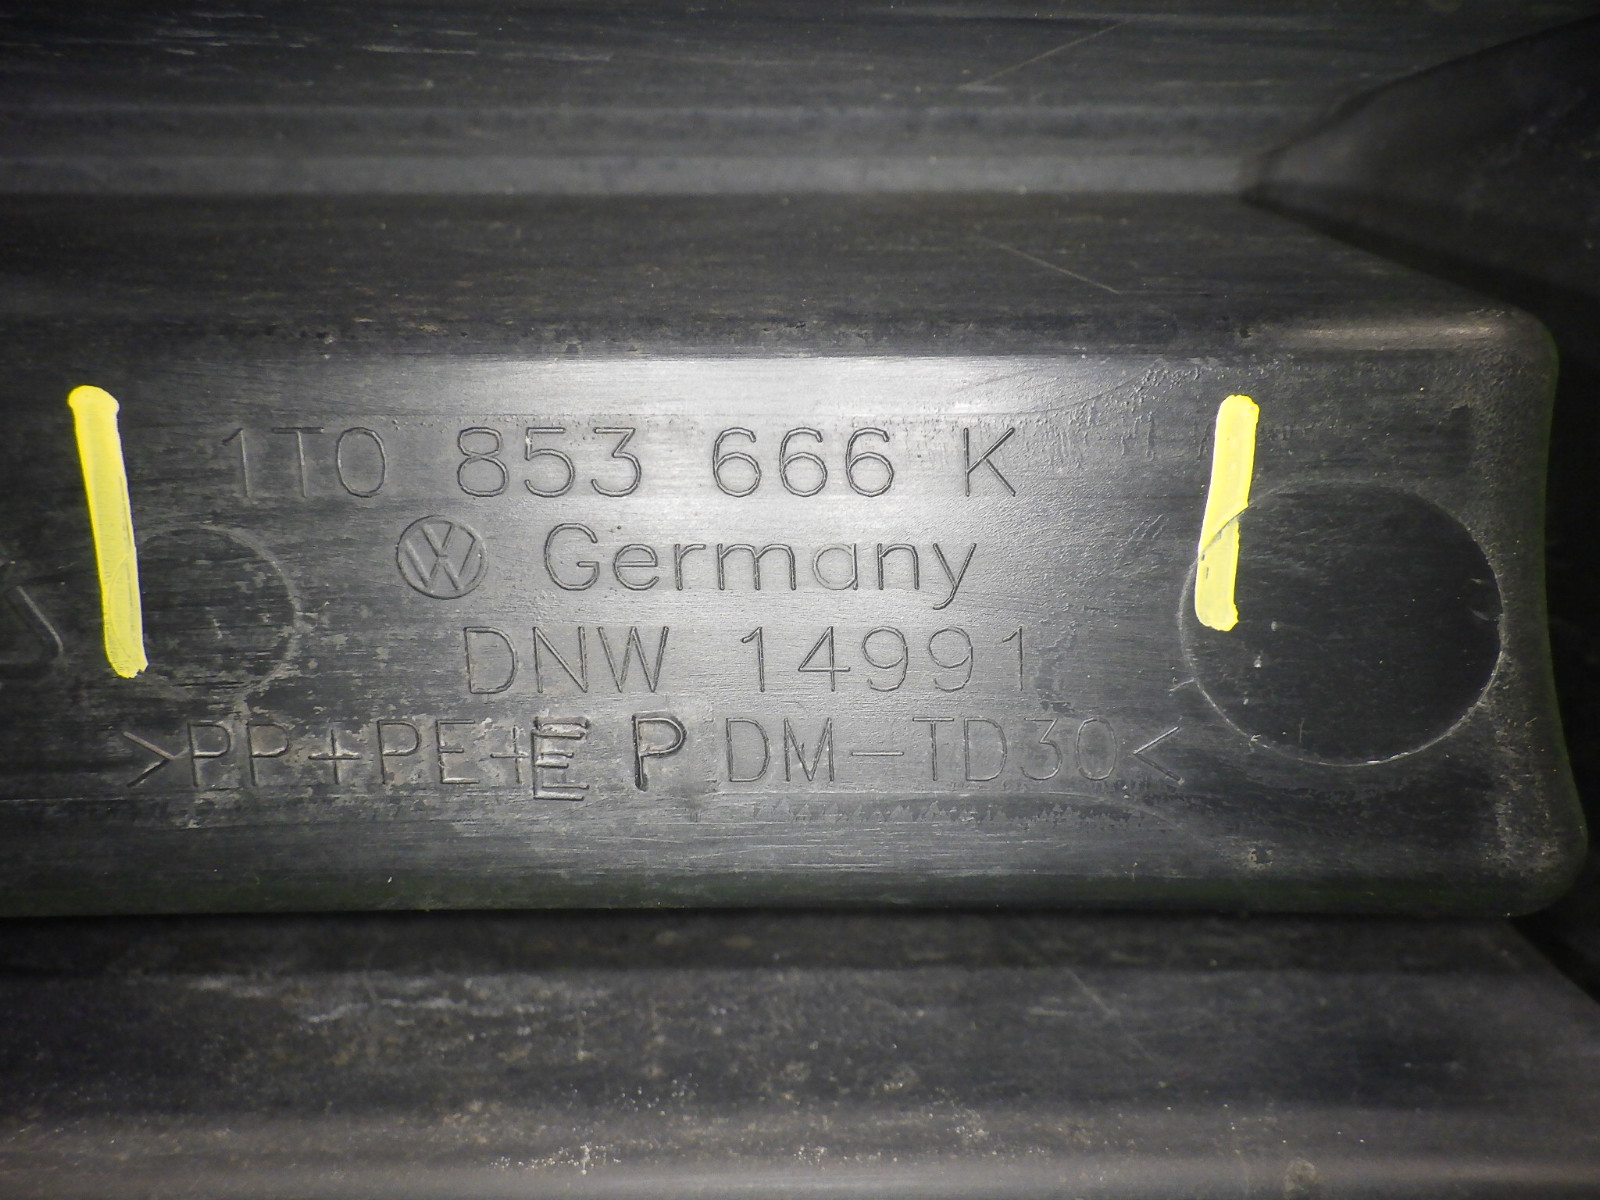 1T0 853 666 K
Germany
DNW 14991
>PP+PE+E P DM-TD30<